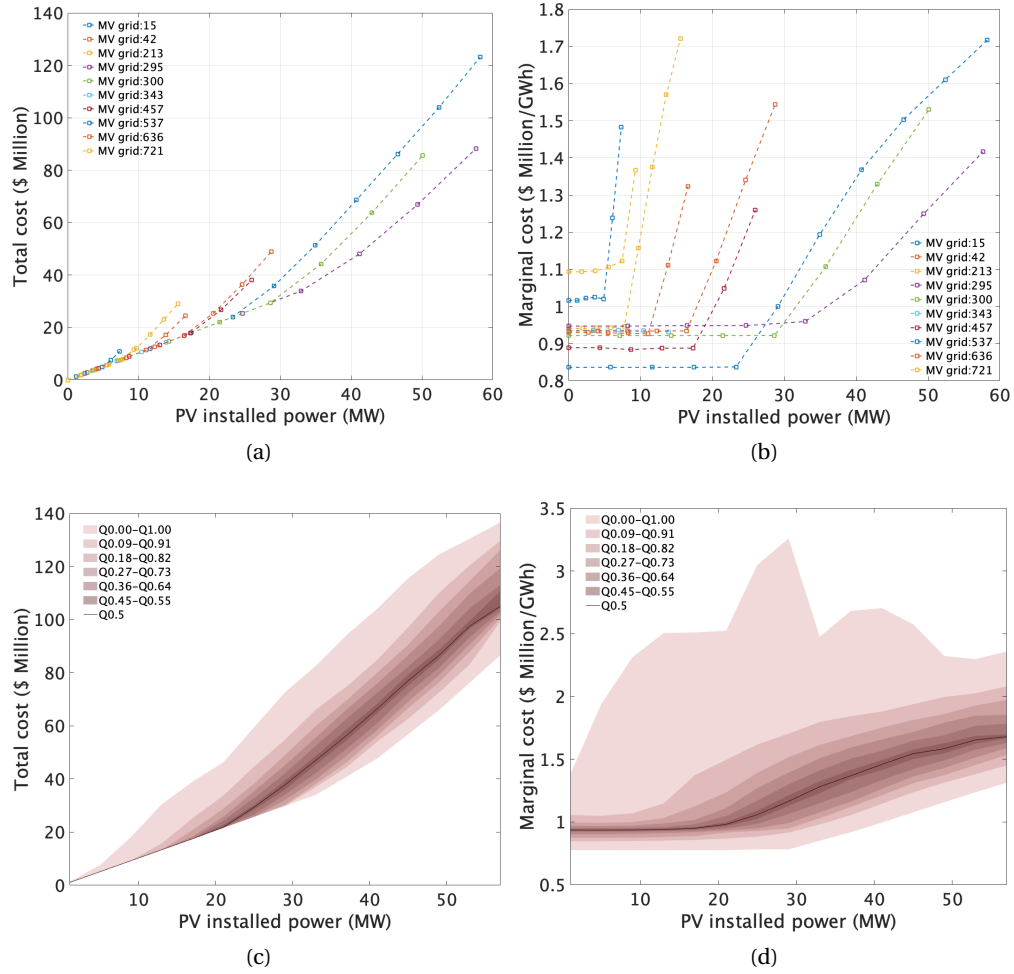 140
120
100
80
60
40
20
0
Total cost ($ Million)
MV grid:15
MV grid:42
MV grid:213
MV grid:295
MV grid:300
MV grid:343
MV grid:457
MV grid:537
MV grid:636
MV grid:721
0 10 20 30 40 50 60
PV installed power (MW)
(a)
1.8
1.7
1.6
1.5
1.4
1.3
1.2
1.1
1
0.9
0.8
Marginal cost ($ Million/GWh)
MV grid:15
MV grid:42
MV grid:213
MV grid:295
MV grid:300
MV grid:343
MV grid:457
MV grid:537
MV grid:636
MV grid:721
0 10 20 30 40 50 60
PV installed power (MW)
(b)
140
120
100
80
60
40
20
0
Total cost ($ Million)
Q0.00-Q1.00
Q0.09-Q0.91
Q0.18-Q0.82
Q0.27-Q0.73
Q0.36-Q0.64
Q0.45-Q0.55
Q0.5
10 20 30 40 50
PV installed power (MW)
(c)
3.5
3
2.5
2
1.5
1
0.5
Marginal cost ($ Million/GWh)
Q0.00-Q1.00
Q0.09-Q0.91
Q0.18-Q0.82
Q0.27-Q0.73
Q0.36-Q0.64
Q0.45-Q0.55
Q0.5
10 20 30 40 50
PV installed power (MW)
(d)